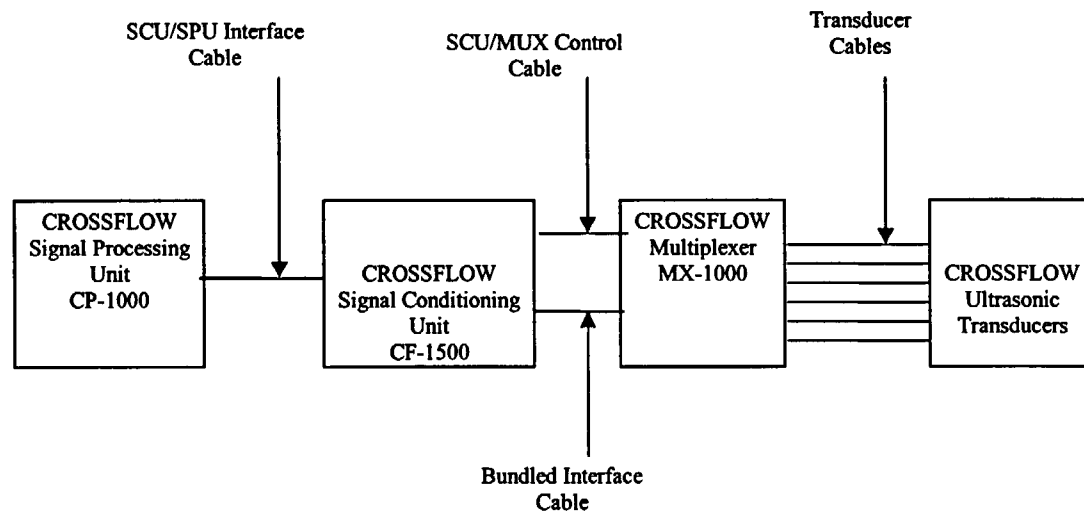 SCU/SPU Interface
Cable
SCU/MUX Control
Cable
Transducer
Cables
CROSSFLOW
Signal Processing
Unit
CP-1000
CROSSFLOW
Signal Conditioning
Unit
CF-1500
CROSSFLOW
Multiplexer
MX-1000
CROSSFLOW
Ultrasonic
Transducers
Bundled Interface
Cable